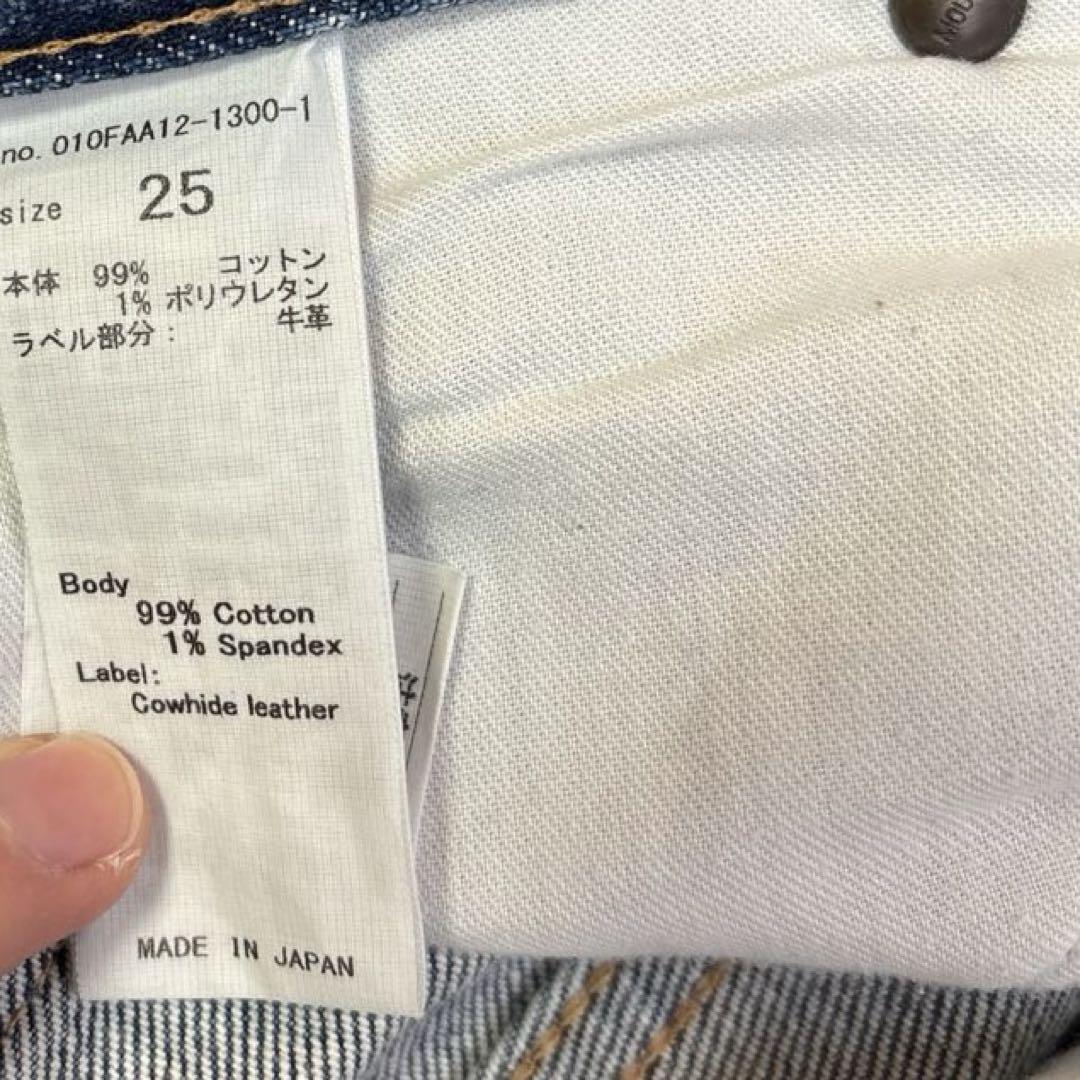 no. 010FAA12-1300-1
size 25
本体 99% コットン
1% ポリウレタン
ラベル部分: 牛革
Body
99% Cotton
1% Spandex
Label:
Cowhide leather
MADE IN JAPAN